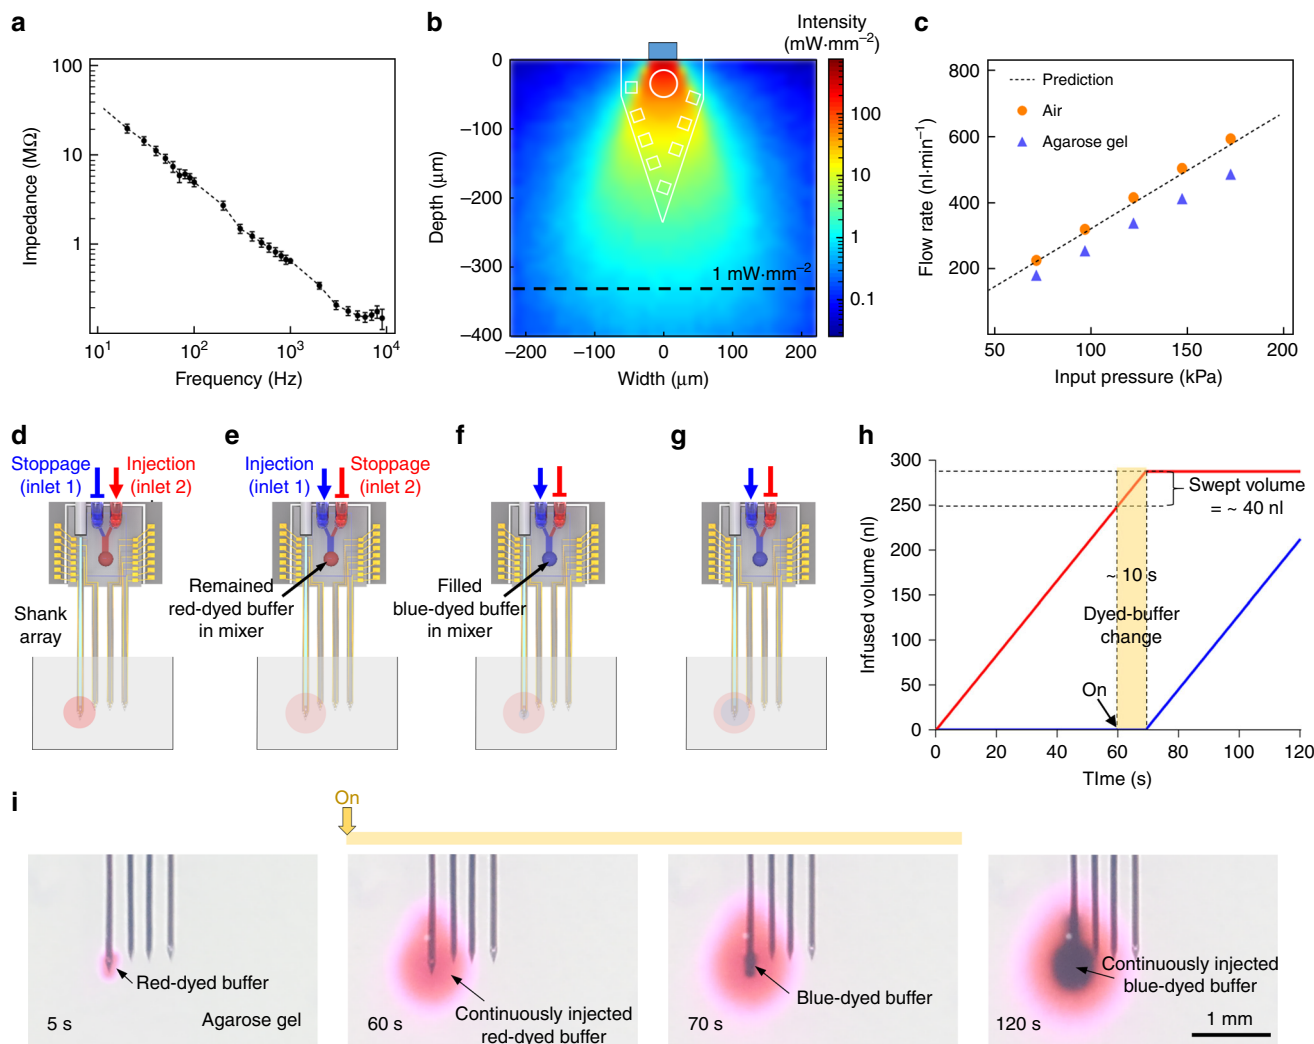 a
100
10
1
Impedance (MΩ)
10¹
10²
10³
10⁴
Frequency (Hz)
b
Intensity
(mW·mm⁻²)
0
–100
–200
–300
–400
Depth (μm)
1 mW·mm⁻²
100
10
1
0.1
–200
–100
0
100
200
Width (μm)
c
800
600
400
200
Flow rate (nl·min⁻¹)
Prediction
Air
Agarose gel
50
100
150
200
Input pressure (kPa)
d
Stoppage
(inlet 1)
Injection
(inlet 2)
Shank
array
e
Injection
(inlet 1)
Stoppage
(inlet 2)
Remained
red-dyed buffer
in mixer
f
Filled
blue-dyed buffer
in mixer
g
h
300
250
200
150
100
50
0
Infused volume (nl)
Swept volume
= ~ 40 nl
~ 10 s
Dyed-buffer
change
On
0
20
40
60
80
100
120
TIme (s)
i
On
Red-dyed buffer
5 s
Agarose gel
Continuously injected
red-dyed buffer
60 s
Blue-dyed buffer
70 s
Continuously injected
blue-dyed buffer
120 s
1 mm